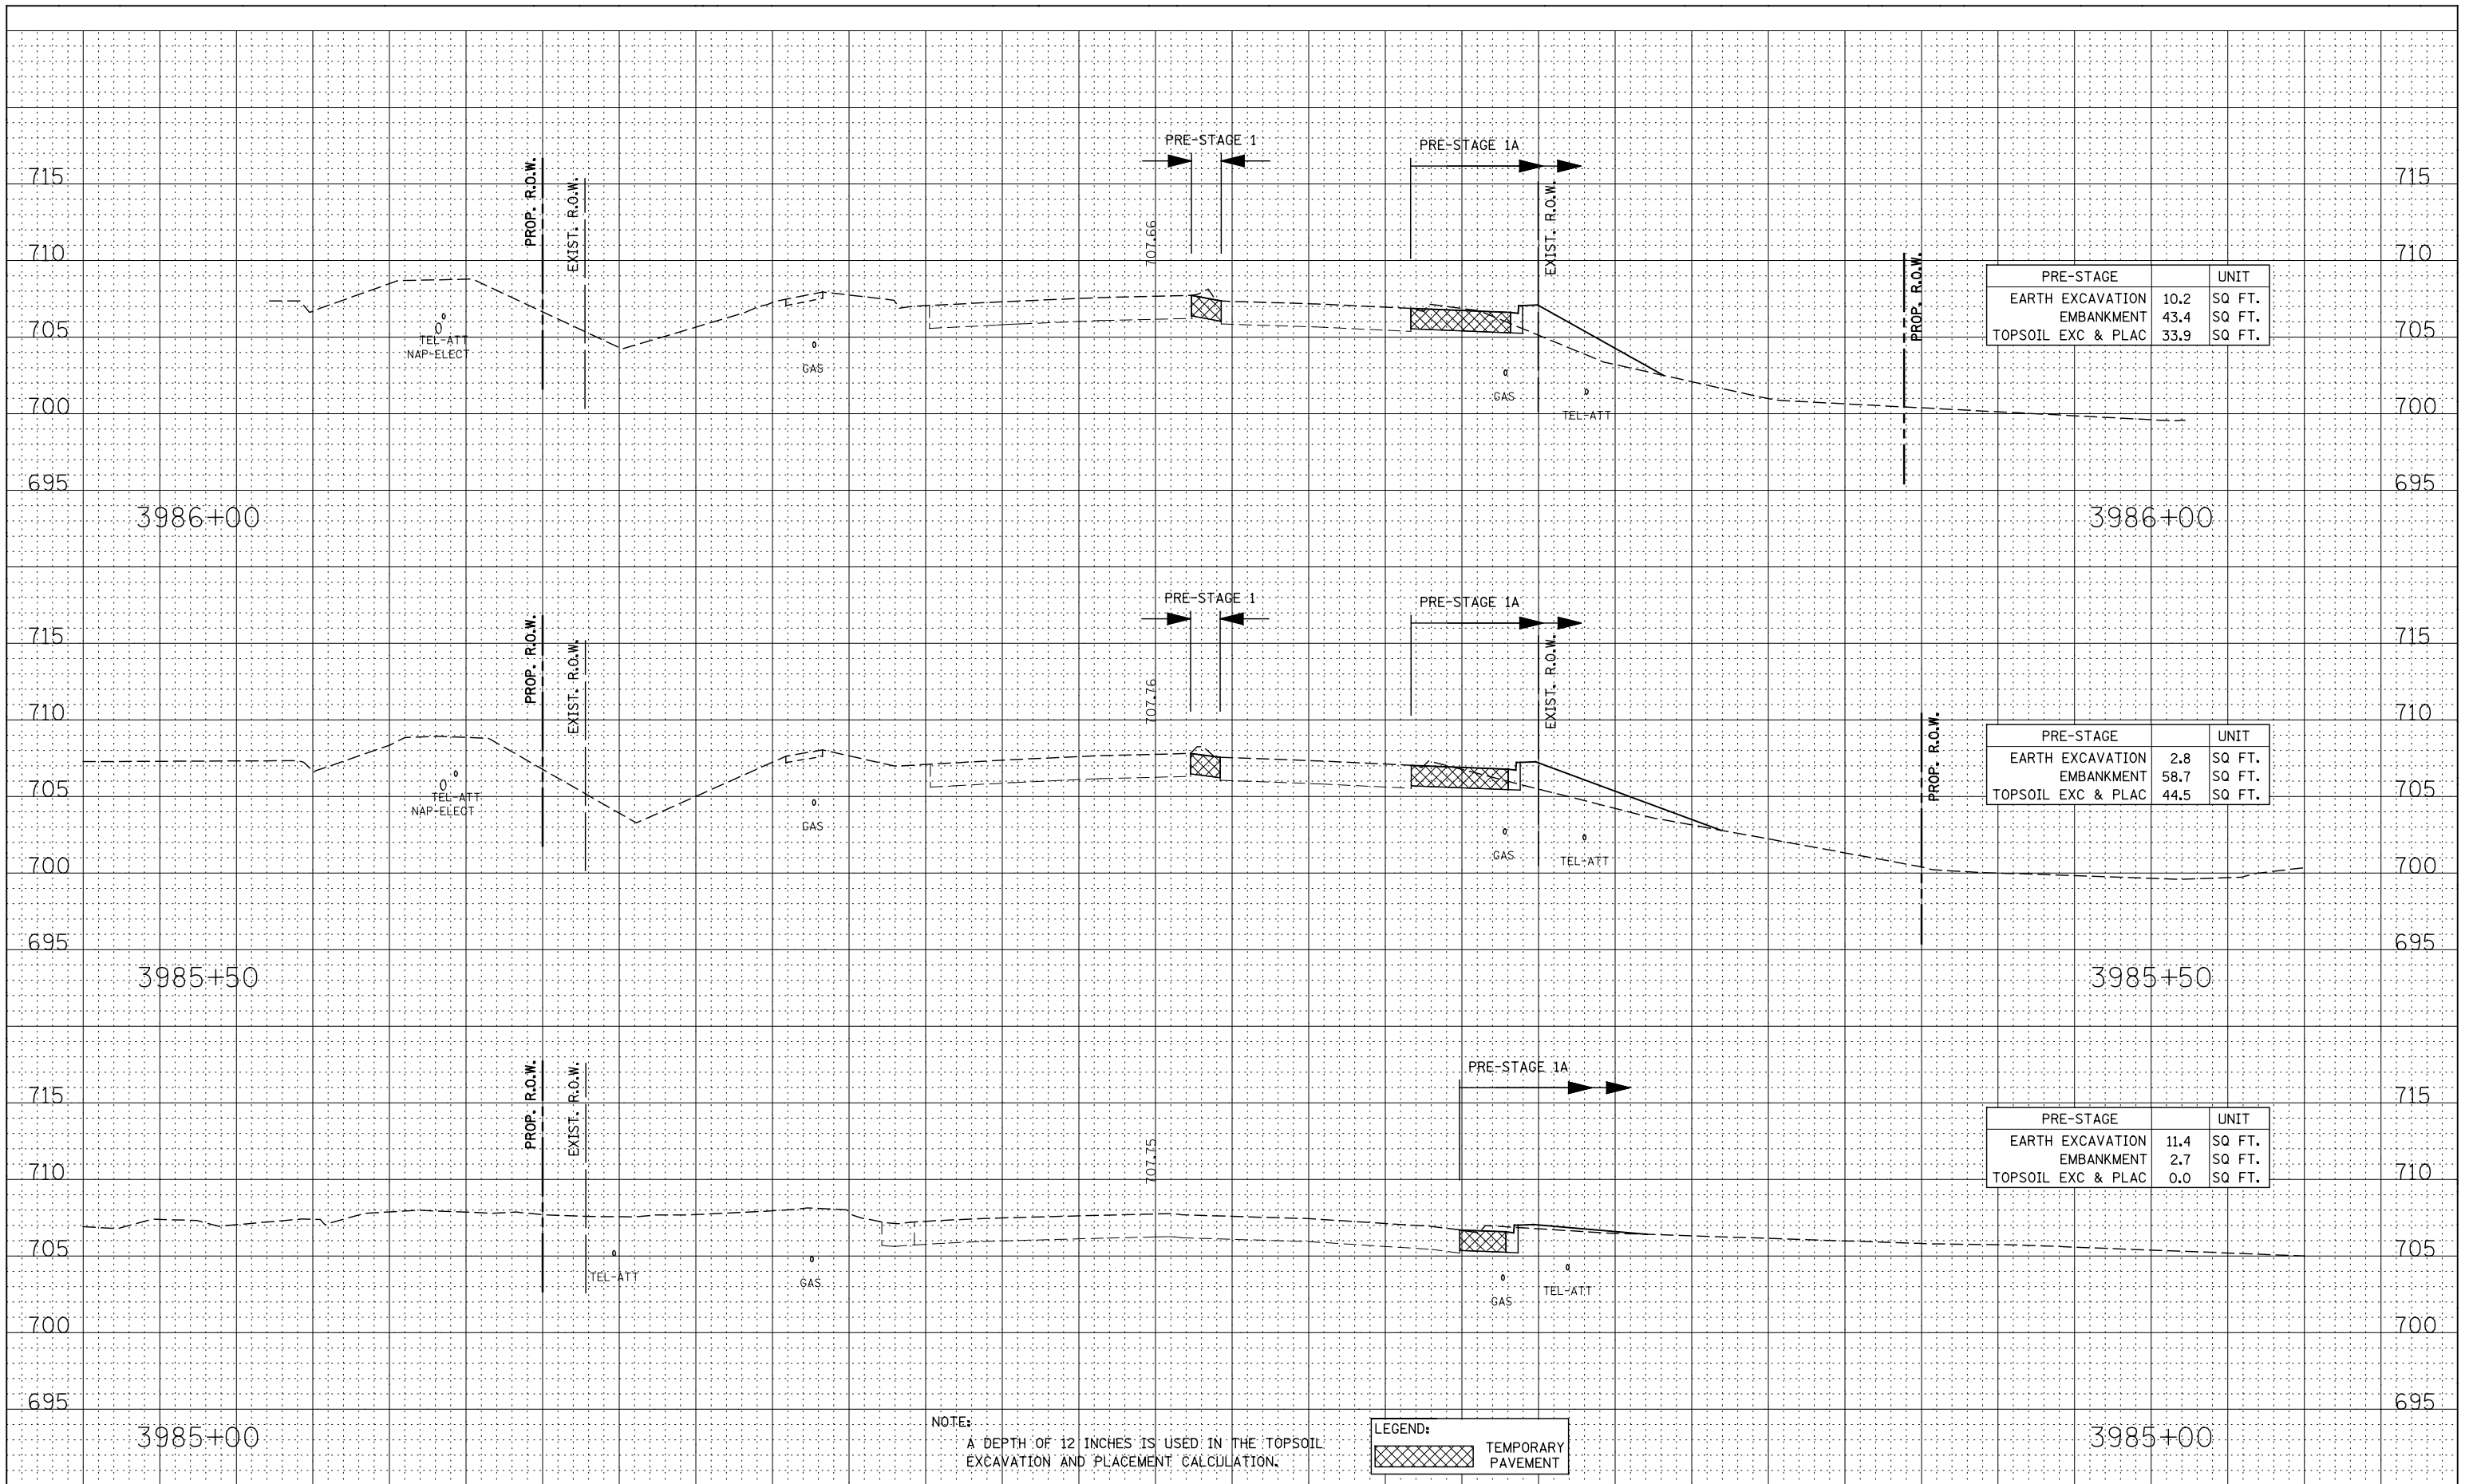 PRE-STAGE 1
PRE-STAGE 1A
PROP. R.O.W.
EXIST. R.O.W.
707.66
EXIST. R.O.W.
PROP. R.O.W.
715 715
710 710
705 705
700 700
695 695
TEL-ATT
NAP-ELECT
GAS
GAS
TEL-ATT
PRE-STAGE UNIT
EARTH EXCAVATION 10.2 SQ FT.
EMBANKMENT 43.4 SQ FT.
TOPSOIL EXC & PLAC 33.9 SQ FT.
3986+00 3986+00
PRE-STAGE 1
PRE-STAGE 1A
PROP. R.O.W.
EXIST. R.O.W.
707.76
EXIST. R.O.W.
PROP. R.O.W.
715 715
710 710
705 705
700 700
695 695
TEL-ATT
NAP-ELECT
GAS
GAS
TEL-ATT
PRE-STAGE UNIT
EARTH EXCAVATION 2.8 SQ FT.
EMBANKMENT 58.7 SQ FT.
TOPSOIL EXC & PLAC 44.5 SQ FT.
3985+50 3985+50
PRE-STAGE 1A
PROP. R.O.W.
EXIST. R.O.W.
707.75
715 715
710 710
705 705
700 700
695 695
TEL-ATT
GAS
GAS
TEL-ATT
PRE-STAGE UNIT
EARTH EXCAVATION 11.4 SQ FT.
EMBANKMENT 2.7 SQ FT.
TOPSOIL EXC & PLAC 0.0 SQ FT.
3985+00 3985+00
NOTE:
A DEPTH OF 12 INCHES IS USED IN THE TOPSOIL
EXCAVATION AND PLACEMENT CALCULATION.
LEGEND:
TEMPORARY
PAVEMENT